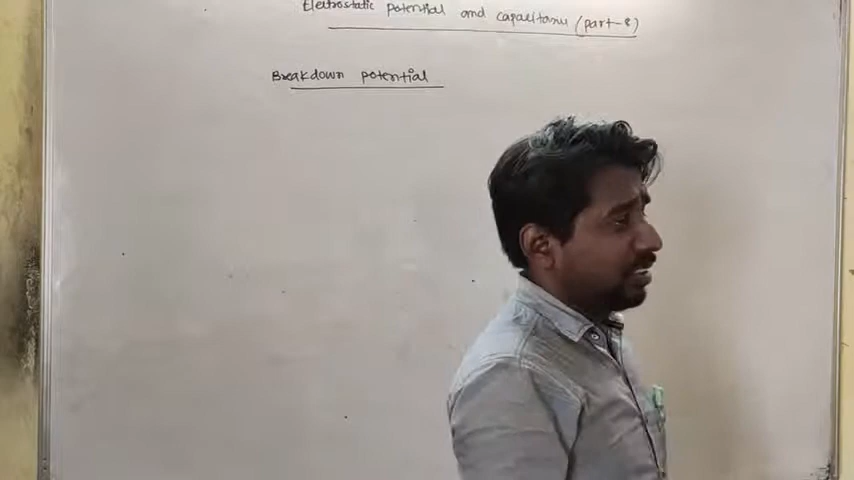 Electrostatic potential and capacitance (part-8)
Breakdown potential